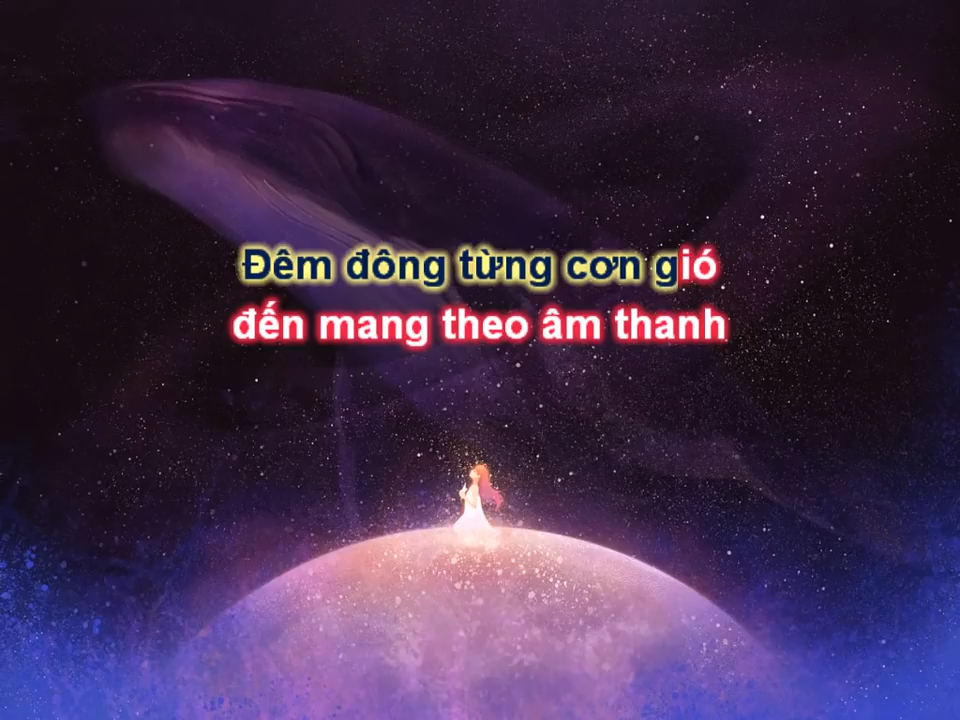 Đêm đông từng cơn gió
đến mang theo âm thanh